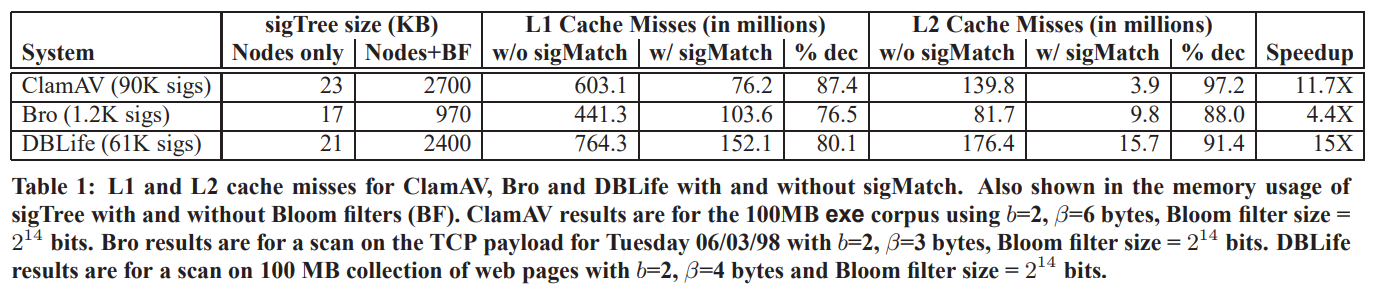 sigTree size (KB) L1 Cache Misses (in millions) L2 Cache Misses (in millions)
System Nodes only Nodes+BF w/o sigMatch w/ sigMatch % dec w/o sigMatch w/ sigMatch % dec Speedup
ClamAV (90K sigs) 23 2700 603.1 76.2 87.4 139.8 3.9 97.2 11.7X
Bro (1.2K sigs) 17 970 441.3 103.6 76.5 81.7 9.8 88.0 4.4X
DBLife (61K sigs) 21 2400 764.3 152.1 80.1 176.4 15.7 91.4 15X
Table 1: L1 and L2 cache misses for ClamAV, Bro and DBLife with and without sigMatch. Also shown in the memory usage of
sigTree with and without Bloom filters (BF). ClamAV results are for the 100MB exe corpus using b=2, β=6 bytes, Bloom filter size =
2^14 bits. Bro results are for a scan on the TCP payload for Tuesday 06/03/98 with b=2, β=3 bytes, Bloom filter size = 2^14 bits. DBLife
results are for a scan on 100 MB collection of web pages with b=2, β=4 bytes and Bloom filter size = 2^14 bits.